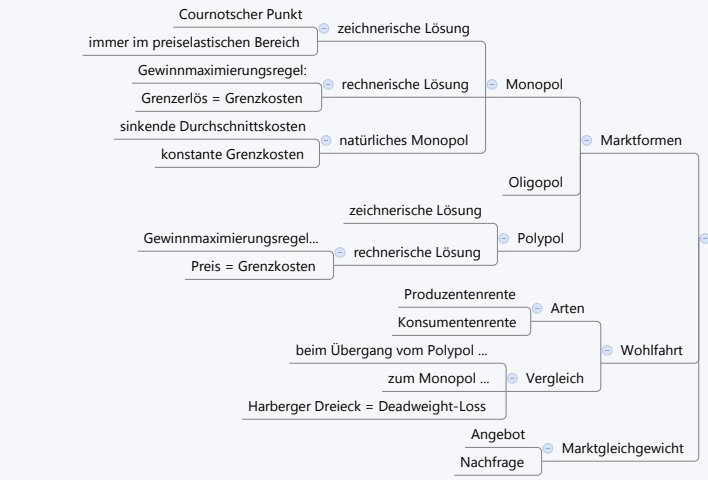 Cournotscher Punkt
zeichnerische Lösung
immer im preiselastischen Bereich
Gewinnmaximierungsregel:
rechnerische Lösung
Monopol
Grenzerlös = Grenzkosten
sinkende Durchschnittskosten
natürliches Monopol
Marktformen
konstante Grenzkosten
Oligopol
zeichnerische Lösung
Gewinnmaximierungsregel...
Polypol
rechnerische Lösung
Preis = Grenzkosten
Produzentenrente
Arten
Konsumentenrente
beim Übergang vom Polypol ...
Wohlfahrt
zum Monopol ...
Vergleich
Harberger Dreieck = Deadweight-Loss
Angebot
Marktgleichgewicht
Nachfrage